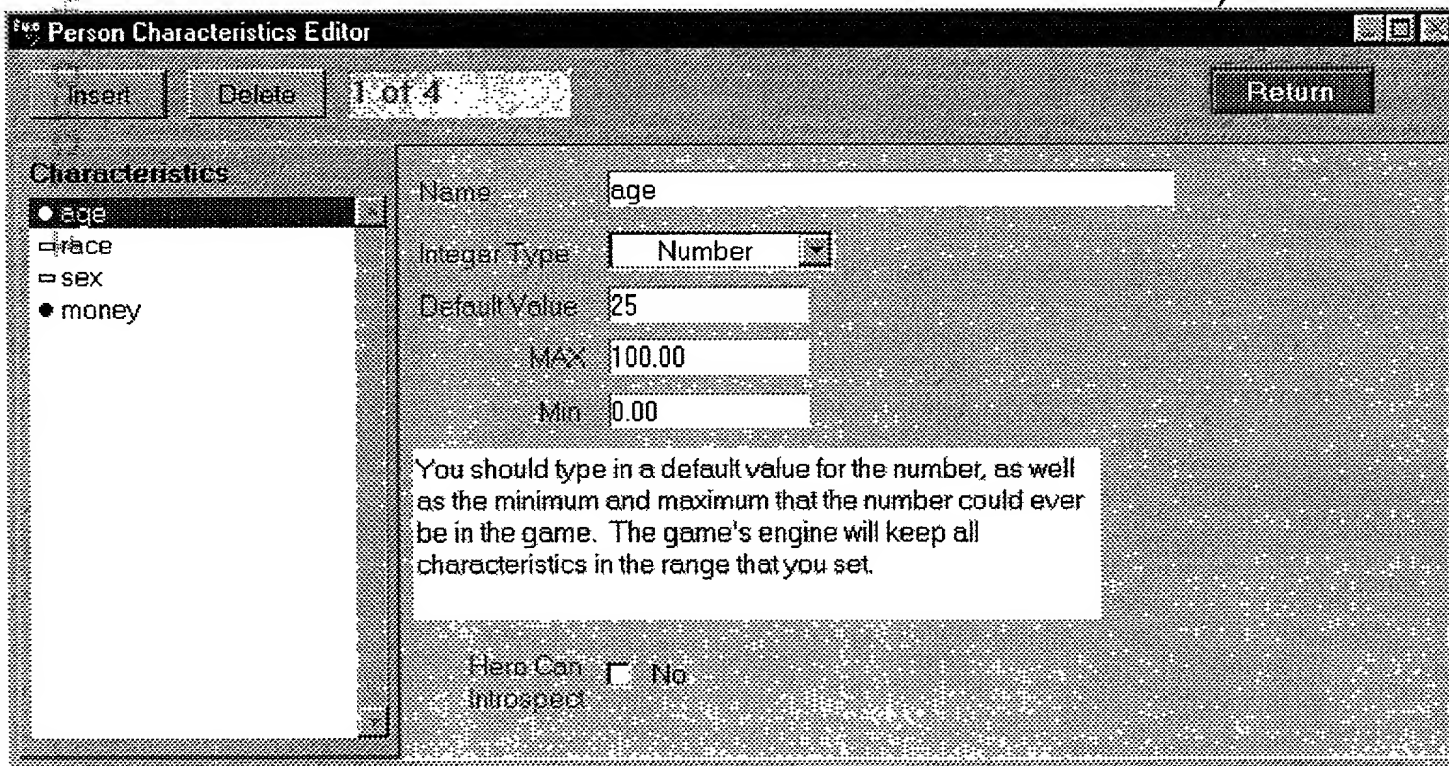 Person Characteristics Editor
Insert Delete 1 of 4 Return
Characteristics
age
race
sex
money
Name age
Integer Type Number
Default Value 25
MAX 100.00
Min 0.00
You should type in a default value for the number, as well
as the minimum and maximum that the number could ever
be in the game. The game's engine will keep all
characteristics in the range that you set.
Hero Can
Introspect No